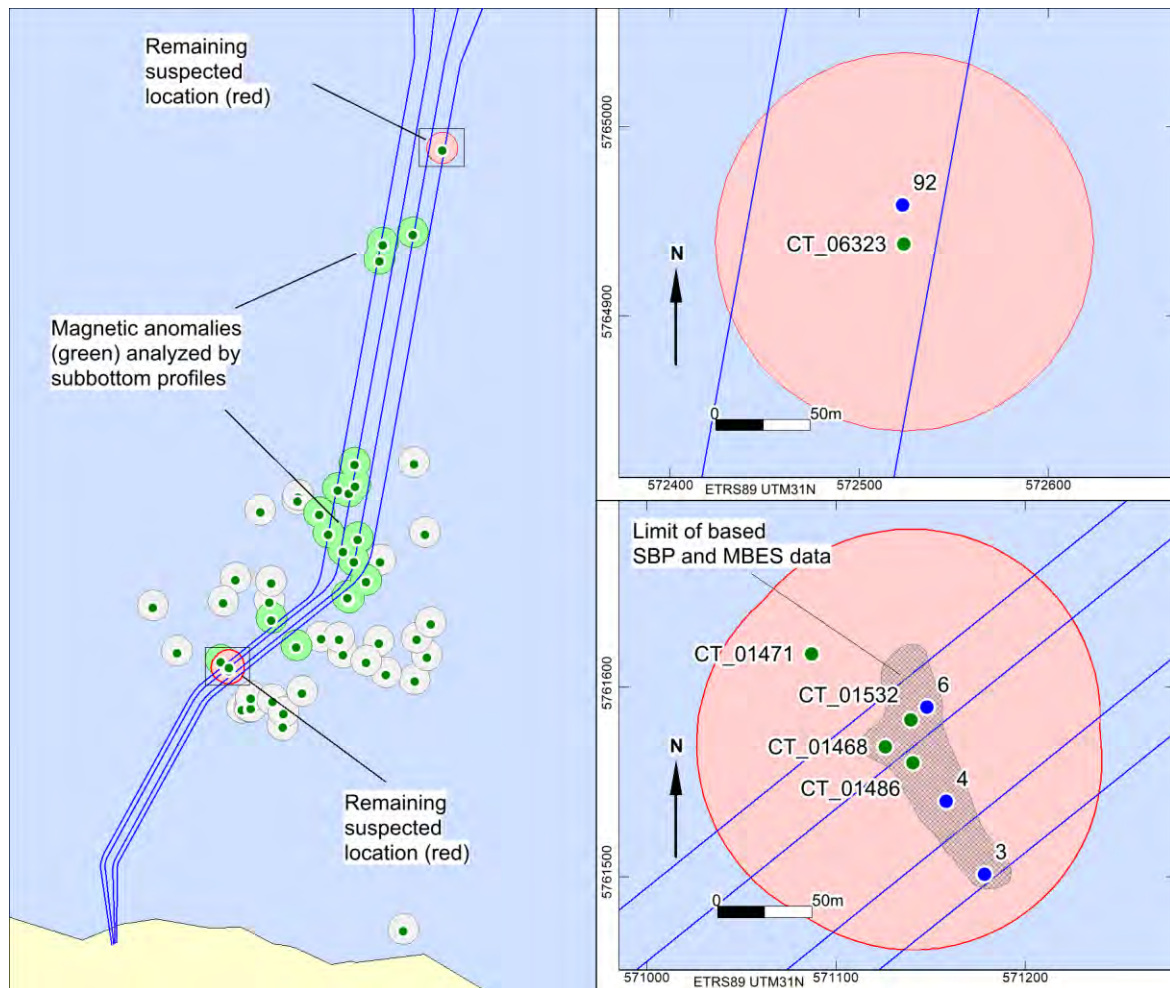 Remaining
suspected
location (red)
Magnetic anomalies
(green) analyzed by
subbottom profiles
Remaining
suspected
location (red)
5765000
5764900
92
CT_06323
N
0
50m
572400
ETRS89 UTM31N
572500
572600
Limit of based
SBP and MBES data
CT_01471
5761600
CT_01532
6
CT_01468
N
CT_01486
4
3
5761500
0
50m
571000
ETRS89 UTM31N
571100
571200